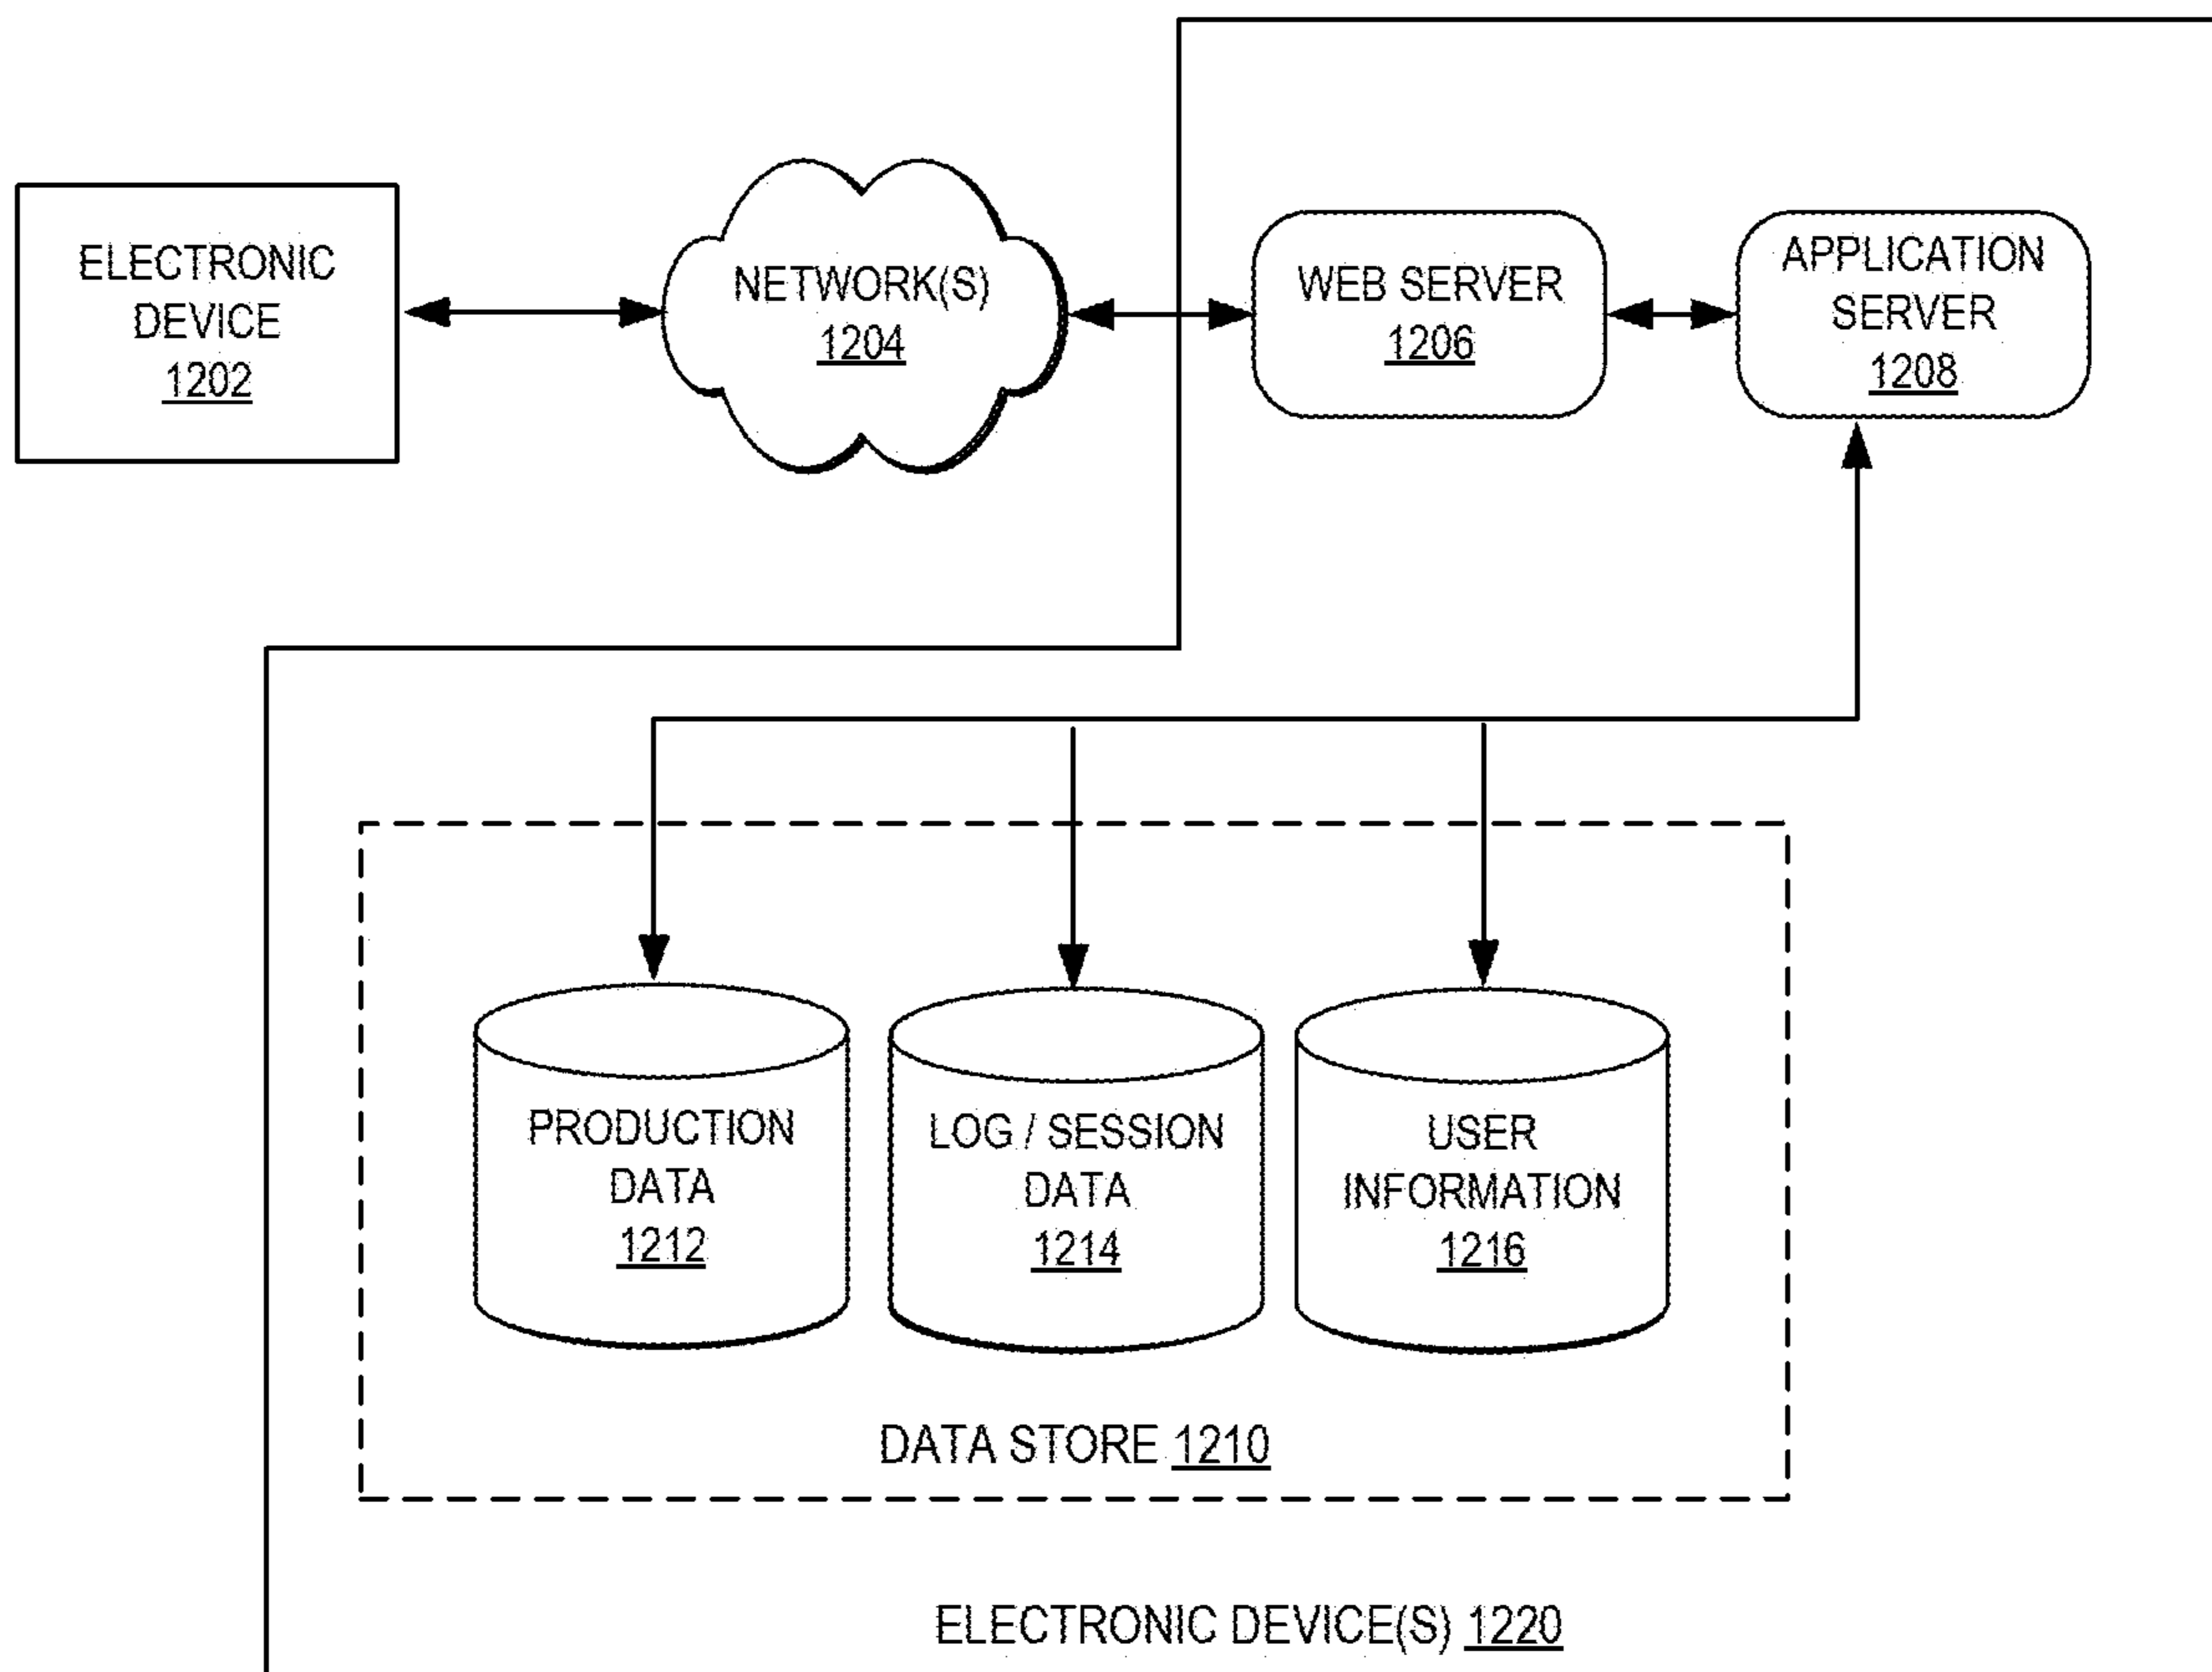 ELECTRONIC
DEVICE
1202
NETWORK(S)
1204
WEB SERVER
1206
APPLICATION
SERVER
1208
PRODUCTION
DATA
1212
LOG / SESSION
DATA
1214
USER
INFORMATION
1216
DATA STORE 1210
ELECTRONIC DEVICE(S) 1220